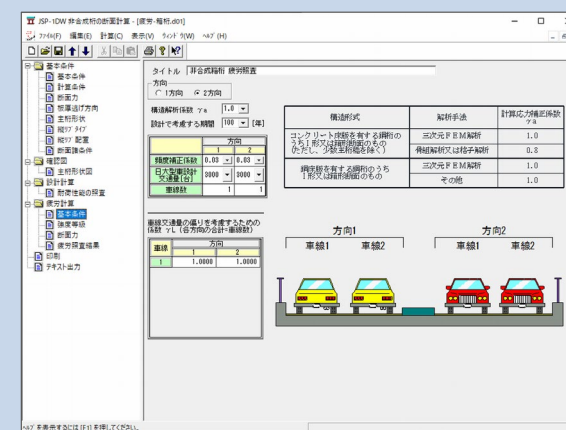 JSP-1DW 非合成桁の断面計算 - [疲労-箱桁.d01]
ファイル(F) 編集(E) 計算(C) 表示(V) ウィンドウ(W) ヘルプ(H)
基本条件
基本条件
計算条件
断面力
板厚逃げ方向
主桁形状
縦リブ タイプ
縦リブ 配置
断面諸条件
確認図
主桁形状図
設計計算
耐荷性能の照査
疲労計算
基本条件
強度等級
断面力
疲労照査結果
印刷
テキスト出力
タイトル 非合成箱桁 疲労照査
方向
1方向 2方向
構造解析係数 γa 1.0
設計で考慮する期間 100 [年]
方向
1 2
頻度補正係数 0.03 0.03
日大型車設計交通量[台] 3000 3000
車線数 1 1
車線交通量の偏りを考慮するための
係数 γL (各方向の合計=車線数)
車線 方向
1 2
1 1.0000 1.0000
構造形式 解析手法 計算応力補正係数 γa
コンクリート床版を有する鋼桁の
うちI形又は箱形断面のもの
(ただし、少数主桁橋を除く)
三次元FEM解析 1.0
骨組解析又は格子解析 0.8
鋼床版を有する鋼桁のうち
I形又は箱形断面のもの
三次元FEM解析 1.0
その他 1.0
方向1 方向2
車線1 車線2 車線1 車線2
ヘルプを表示するには [F1] を押してください。